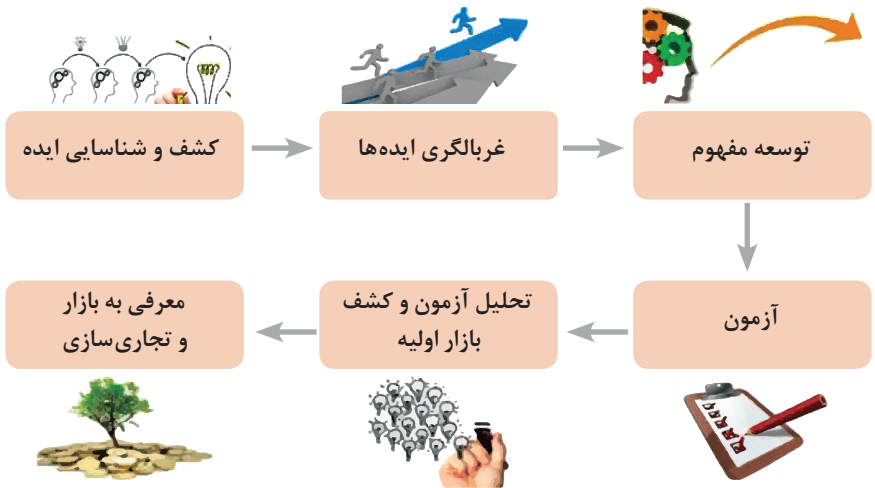 کشف و شناسایی ایده
غربالگری ایده‌ها
توسعه مفهوم
آزمون
تحلیل آزمون و کشف
بازار اولیه
معرفی به بازار
و تجاری‌سازی